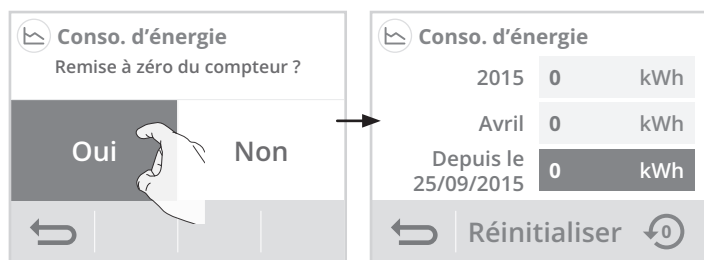 Conso. d’énergie
Remise à zéro du compteur ?
Oui Non
Conso. d’énergie
2015 0 kWh
Avril 0 kWh
Depuis le
25/09/2015 0 kWh
Réinitialiser 0